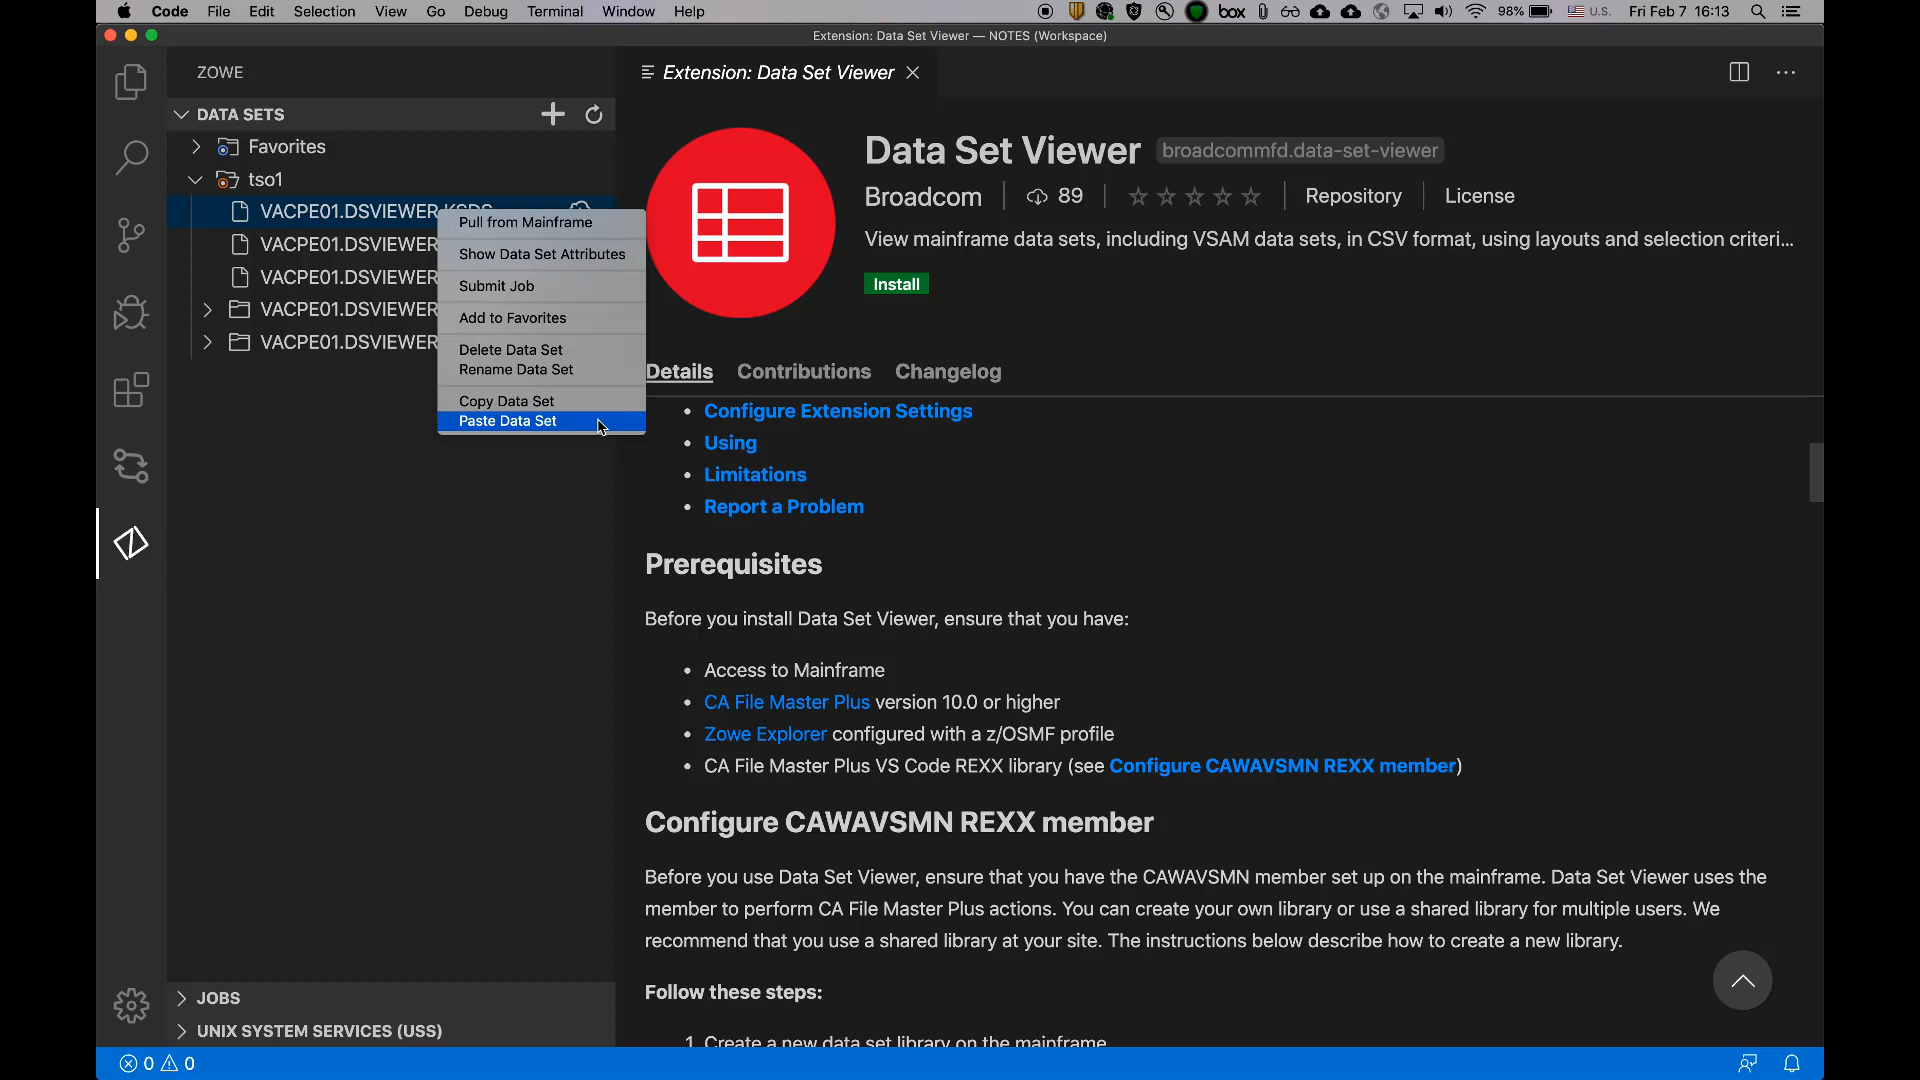 Code File Edit Selection View Go Debug Terminal Window Help box 98% U.S. Fri Feb 7 16:13
Extension: Data Set Viewer — NOTES (Workspace)
ZOWE
Extension: Data Set Viewer
DATA SETS
Favorites
tso1
VACPE01.DSVIEWER.KSDS
VACPE01.DSVIEWER
VACPE01.DSVIEWER
VACPE01.DSVIEWER
VACPE01.DSVIEWER
Pull from Mainframe
Show Data Set Attributes
Submit Job
Add to Favorites
Delete Data Set
Rename Data Set
Copy Data Set
Paste Data Set
JOBS
UNIX SYSTEM SERVICES (USS)
Data Set Viewer broadcommfd.data-set-viewer
Broadcom 89 Repository License
View mainframe data sets, including VSAM data sets, in CSV format, using layouts and selection criteri...
Install
Details Contributions Changelog
• Configure Extension Settings
• Using
• Limitations
• Report a Problem
Prerequisites
Before you install Data Set Viewer, ensure that you have:
• Access to Mainframe
• CA File Master Plus version 10.0 or higher
• Zowe Explorer configured with a z/OSMF profile
• CA File Master Plus VS Code REXX library (see Configure CAWAVSMN REXX member)
Configure CAWAVSMN REXX member
Before you use Data Set Viewer, ensure that you have the CAWAVSMN member set up on the mainframe. Data Set Viewer uses the
member to perform CA File Master Plus actions. You can create your own library or use a shared library for multiple users. We
recommend that you use a shared library at your site. The instructions below describe how to create a new library.
Follow these steps:
1. Create a new data set library on the mainframe
0 0